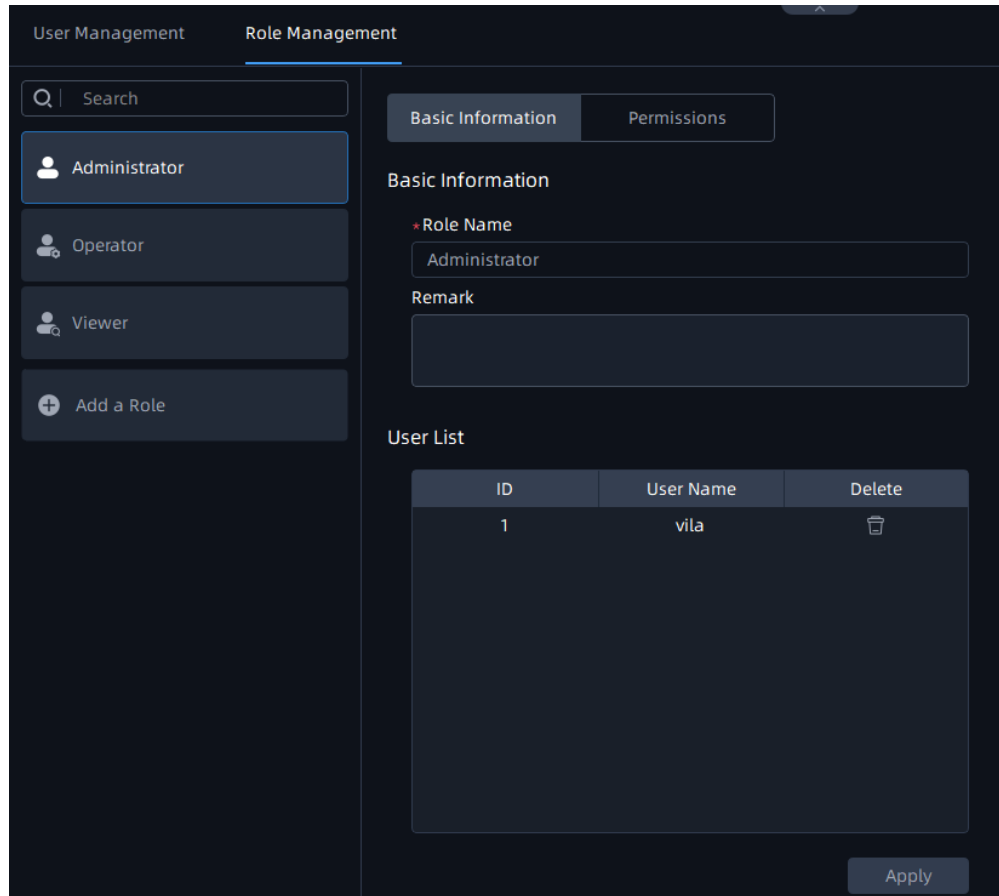 User Management Role Management
Search
Administrator
Operator
Viewer
Add a Role
Basic Information Permissions
Basic Information
*Role Name
Administrator
Remark
User List
ID User Name Delete
1 vila
Apply